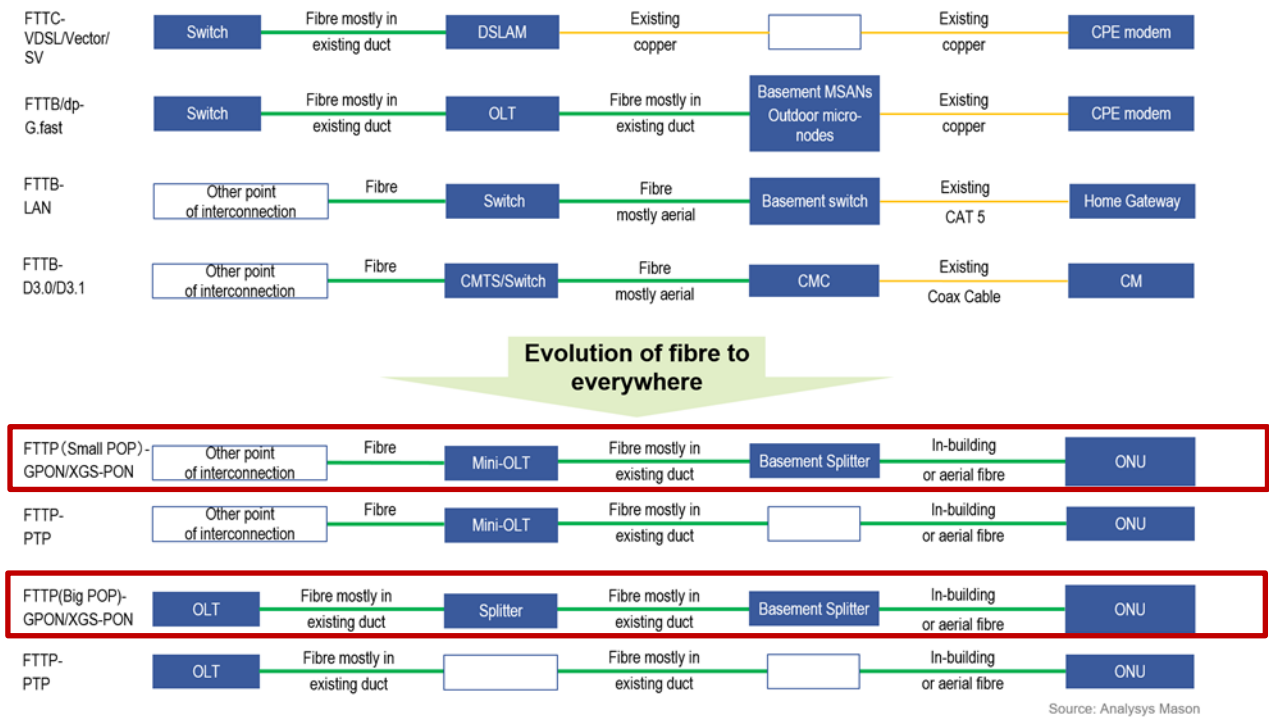 FTTC-
VDSL/Vector/
SV
Switch
Fibre mostly in
existing duct
DSLAM
Existing
copper
Existing
copper
CPE modem
FTTB/dp-
G.fast
Switch
Fibre mostly in
existing duct
OLT
Fibre mostly in
existing duct
Basement MSANs
Outdoor micro-
nodes
Existing
copper
CPE modem
FTTB-
LAN
Other point
of interconnection
Fibre
Switch
Fibre
mostly aerial
Basement switch
Existing
CAT 5
Home Gateway
FTTB-
D3.0/D3.1
Other point
of interconnection
Fibre
CMTS/Switch
Fibre
mostly aerial
CMC
Existing
Coax Cable
CM
Evolution of fibre to
everywhere
FTTP（Small POP）-
GPON/XGS-PON
Other point
of interconnection
Fibre
Mini-OLT
Fibre mostly in
existing duct
Basement Splitter
In-building
or aerial fibre
ONU
FTTP-
PTP
Other point
of interconnection
Fibre
Mini-OLT
Fibre mostly in
existing duct
In-building
or aerial fibre
ONU
FTTP(Big POP)-
GPON/XGS-PON
OLT
Fibre mostly in
existing duct
Splitter
Fibre mostly in
existing duct
Basement Splitter
In-building
or aerial fibre
ONU
FTTP-
PTP
OLT
Fibre mostly in
existing duct
Fibre mostly in
existing duct
In-building
or aerial fibre
ONU
Source: Analysys Mason